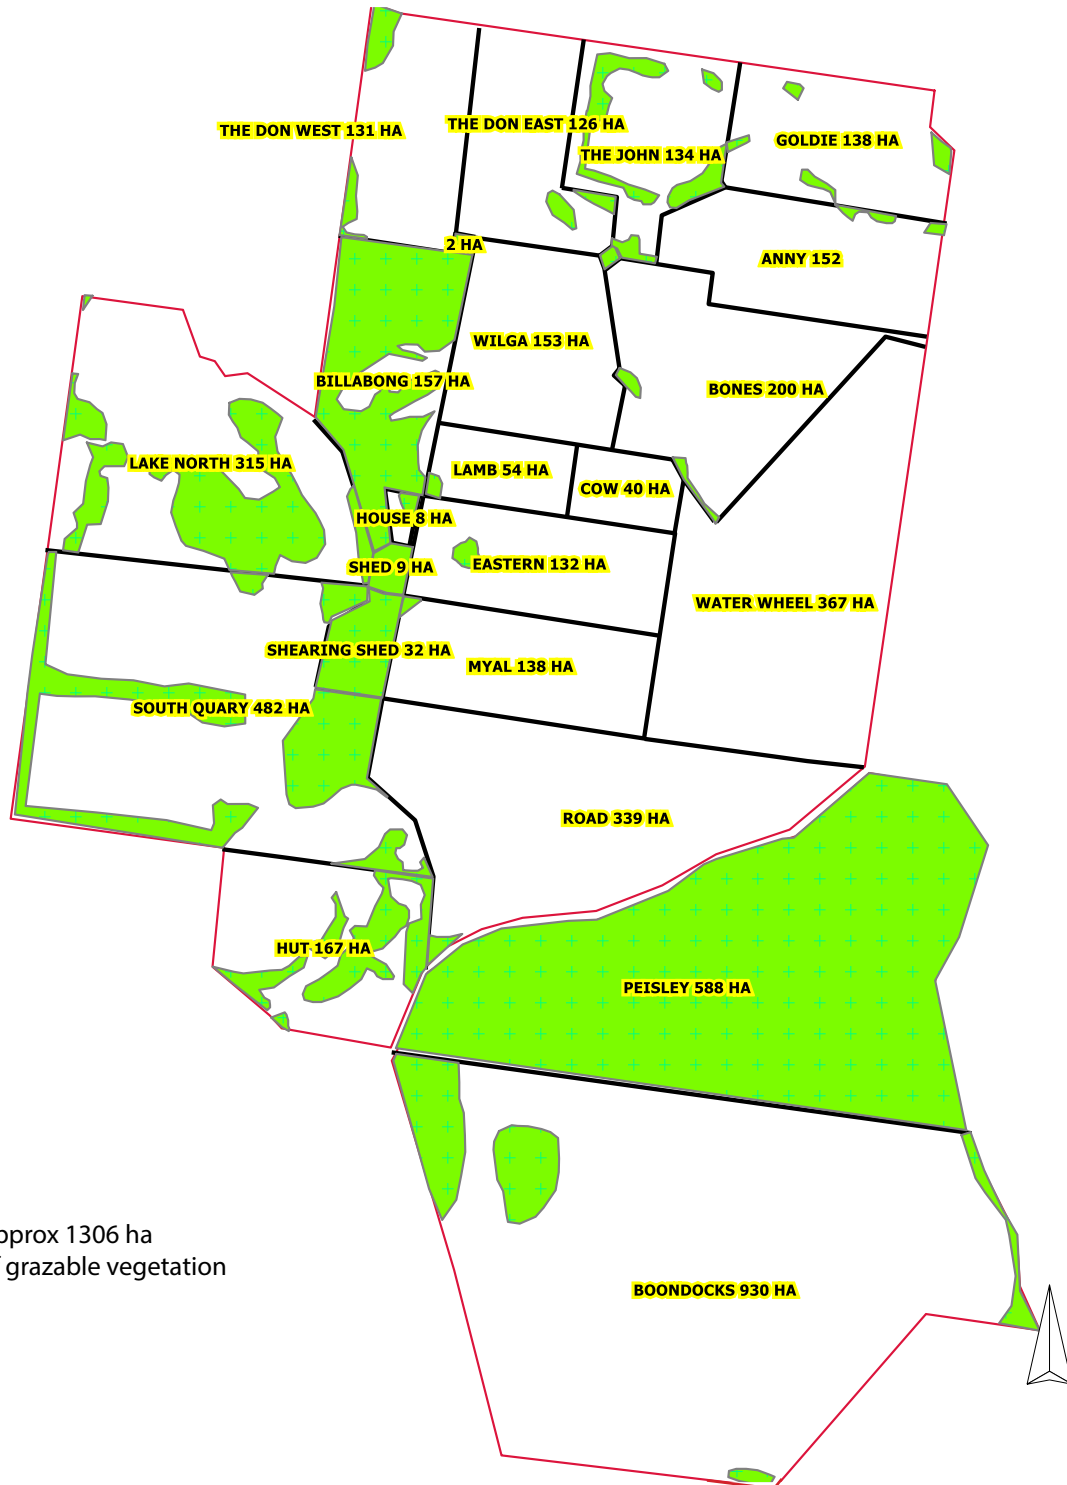 THE DON WEST 131 HA
THE DON EAST 126 HA
THE JOHN 134 HA
GOLDIE 138 HA
2 HA
ANNY 152
WILGA 153 HA
BILLABONG 157 HA
BONES 200 HA
LAKE NORTH 315 HA
LAMB 54 HA
COW 40 HA
HOUSE 8 HA
SHED 9 HA
EASTERN 132 HA
WATER WHEEL 367 HA
SHEARING SHED 32 HA
MYAL 138 HA
SOUTH QUARY 482 HA
ROAD 339 HA
HUT 167 HA
PEISLEY 588 HA
pprox 1306 ha
grazable vegetation
BOONDOCKS 930 HA